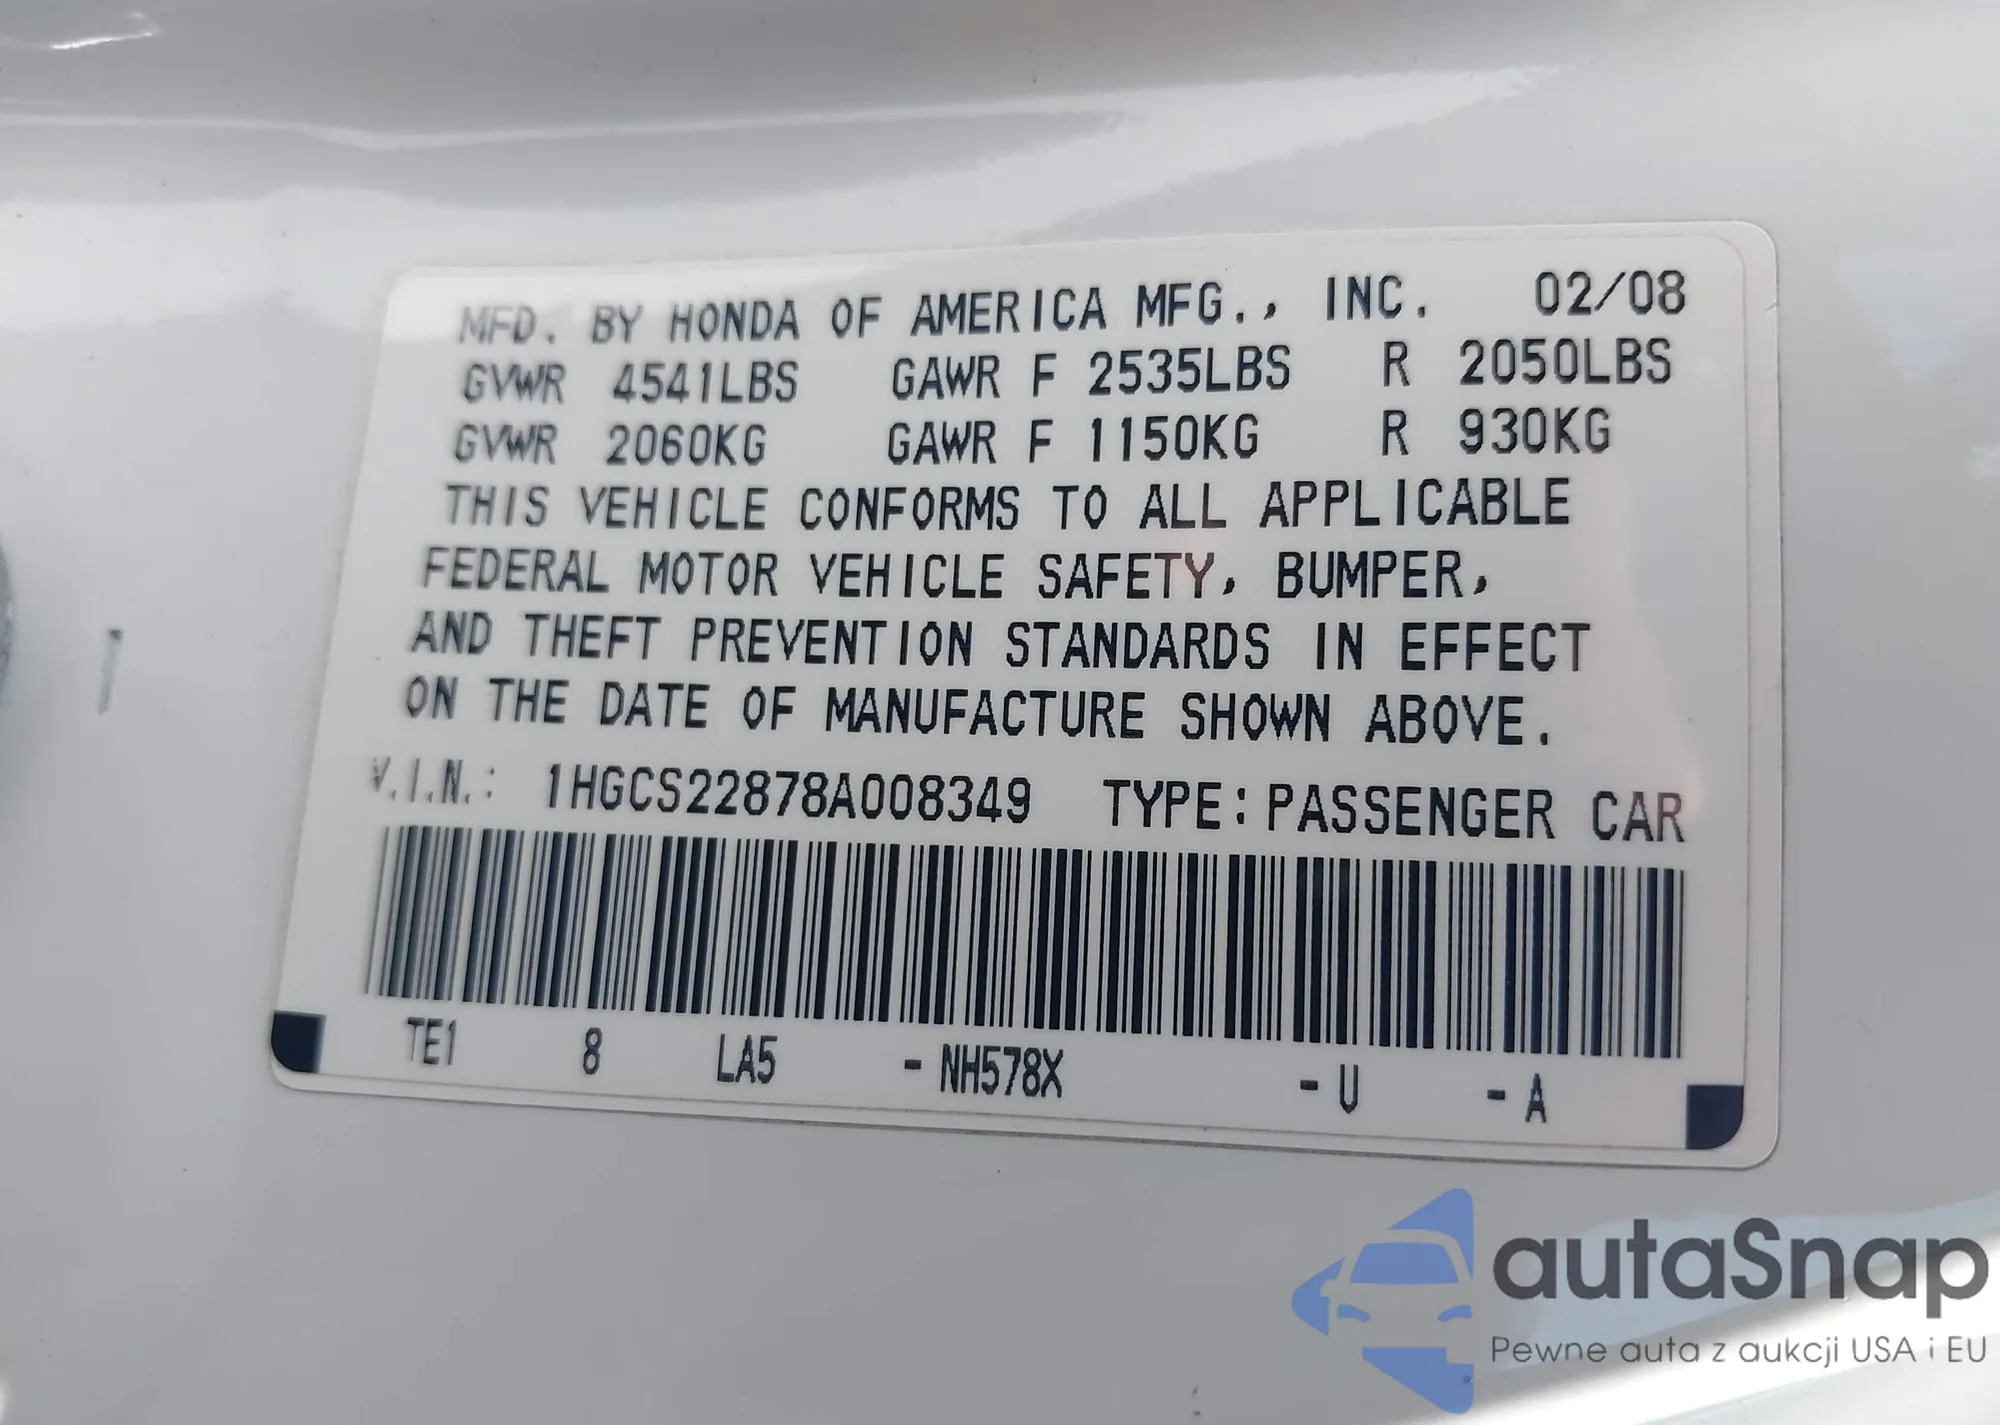 MFD. BY HONDA OF AMERICA MFG., INC. 02/08
GVWR 4541LBS GAWR F 2535LBS R 2050LBS
GVWR 2060KG GAWR F 1150KG R 930KG
THIS VEHICLE CONFORMS TO ALL APPLICABLE
FEDERAL MOTOR VEHICLE SAFETY, BUMPER,
AND THEFT PREVENTION STANDARDS IN EFFECT
ON THE DATE OF MANUFACTURE SHOWN ABOVE.
V.I.N.: 1HGCS22878A008349 TYPE:PASSENGER CAR
TE1 8 LA5 -NH578X -U -A
autaSnap
Pewne auta z aukcji USA i EU